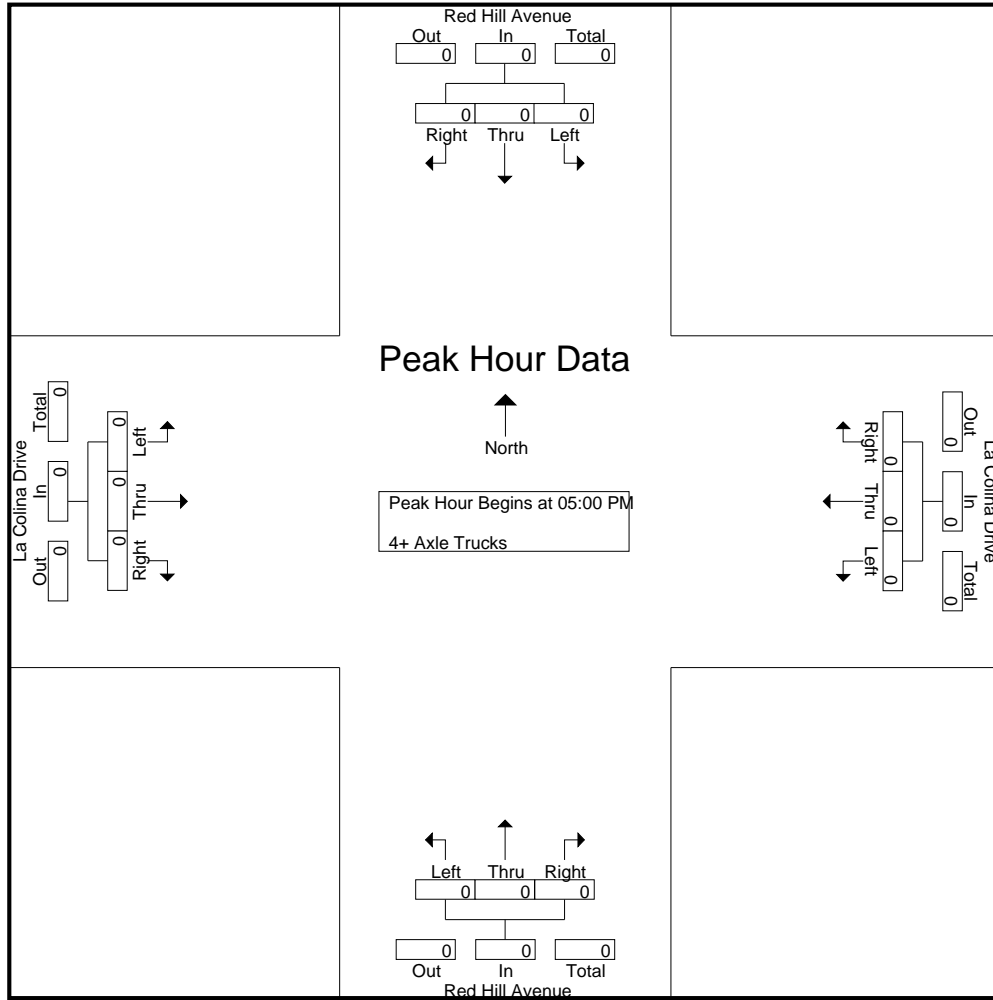 Red Hill Avenue
Out In Total
0 0 0
0 0 0
Right Thru Left
Peak Hour Data
North
Peak Hour Begins at 05:00 PM
4+ Axle Trucks
La Colina Drive
Out In Total
0 0 0
0 0 0
Left Thru Right
La Colina Drive
Out In Total
0 0 0
0 0 0
Right Thru Left
Left Thru Right
0 0 0
0 0 0
Out In Total
Red Hill Avenue